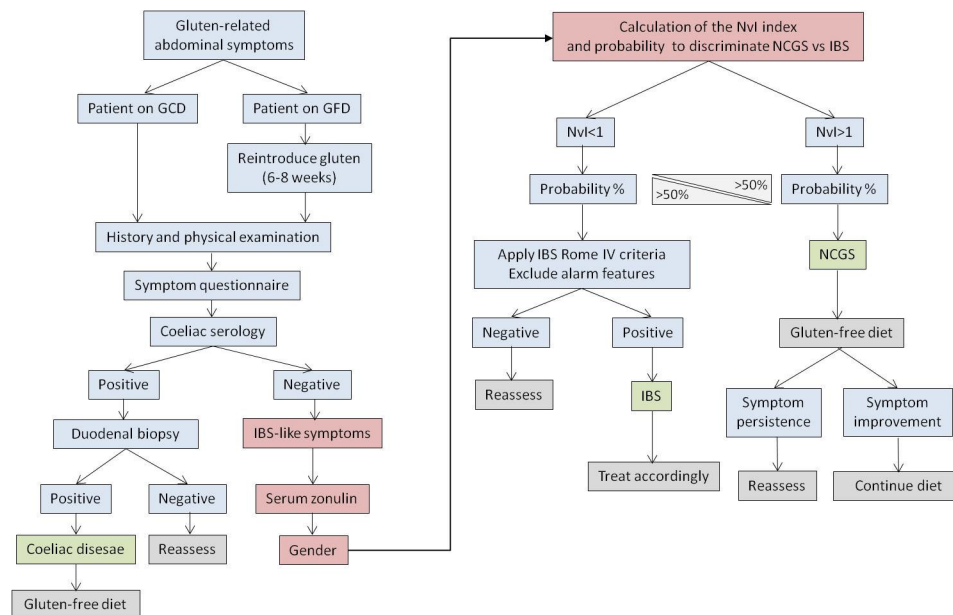 Gluten-related
abdominal symptoms
Patient on GCD
Patient on GFD
Reintroduce gluten
(6-8 weeks)
History and physical examination
Symptom questionnaire
Coeliac serology
Positive
Negative
Duodenal biopsy
IBS-like symptoms
Positive
Negative
Serum zonulin
Coeliac disesae
Reassess
Gender
Gluten-free diet
Calculation of the NvI index
and probability to discriminate NCGS vs IBS
NvI<1
NvI>1
Probability %
>50%
>50%
Probability %
Apply IBS Rome IV criteria
Exclude alarm features
NCGS
Negative
Positive
Gluten-free diet
Reassess
IBS
Symptom
persistence
Symptom
improvement
Treat accordingly
Reassess
Continue diet